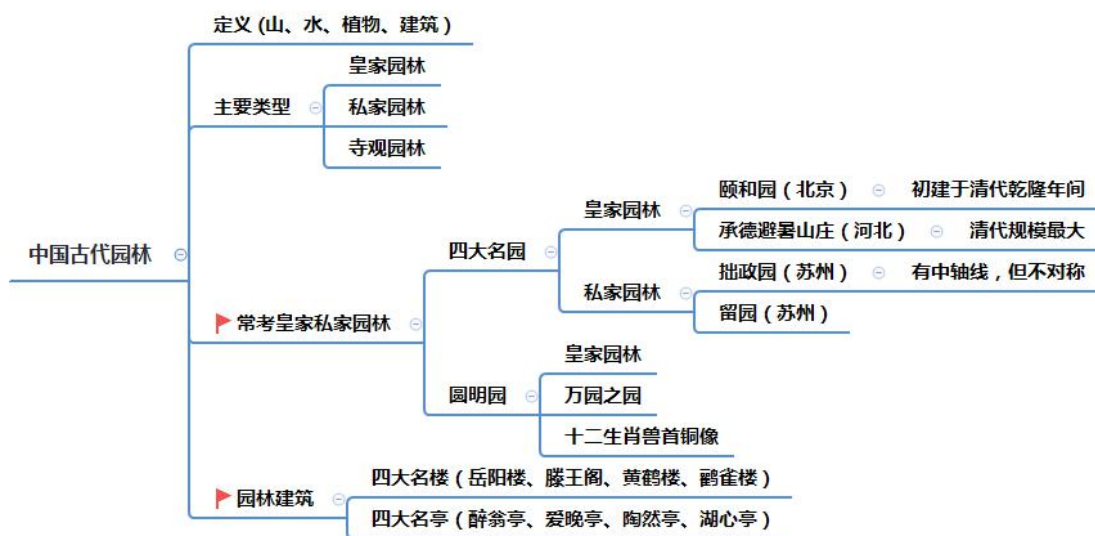 定义 (山、水、植物、建筑）
皇家园林
主要类型
私家园林
寺观园林
中国古代园林
常考皇家私家园林
四大名园
皇家园林
颐和园（北京）
初建于清代乾隆年间
承德避暑山庄（河北）
清代规模最大
私家园林
拙政园（苏州）
有中轴线，但不对称
留园（苏州）
圆明园
皇家园林
万园之园
十二生肖兽首铜像
园林建筑
四大名楼（岳阳楼、滕王阁、黄鹤楼、鹳雀楼）
四大名亭（醉翁亭、爱晚亭、陶然亭、湖心亭）